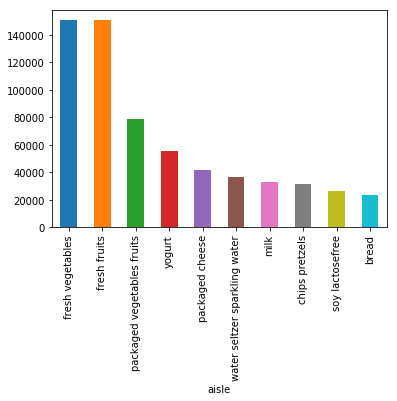 140000
120000
100000
80000
60000
40000
20000
0
fresh vegetables
fresh fruits
packaged vegetables fruits
yogurt
packaged cheese
water seltzer sparkling water
milk
chips pretzels
soy lactosefree
bread
aisle